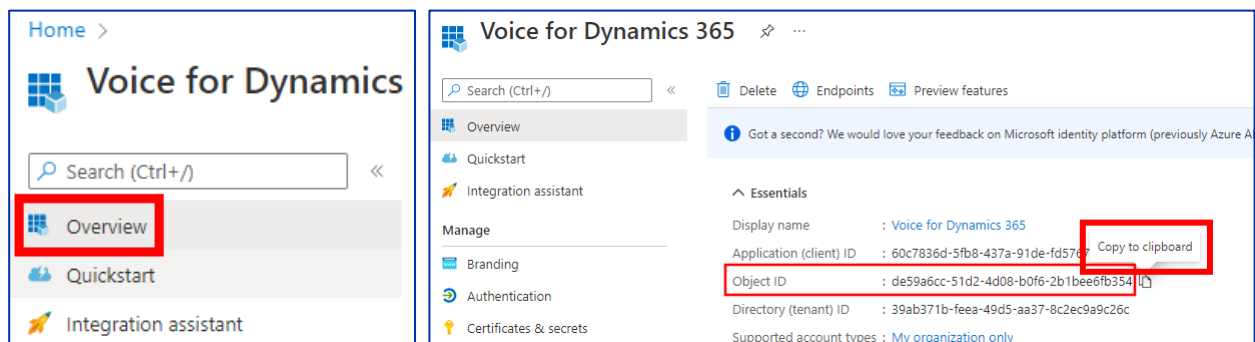 Home >
Voice for Dynamics
Search (Ctrl+/)
«
Overview
Quickstart
Integration assistant
Voice for Dynamics 365
...
Search (Ctrl+/)
«
Overview
Quickstart
Integration assistant
Manage
Branding
Authentication
Certificates & secrets
Delete Endpoints Preview features
Got a second? We would love your feedback on Microsoft identity platform (previously Azure
Essentials
Display name : Voice for Dynamics 365
Application (client) ID : 60c7836d-5fb8-437a-91de-fd5767
Copy to clipboard
Object ID : de59a6cc-51d2-4d08-b0f6-2b1bee6fb354
Directory (tenant) ID : 39ab371b-feea-49d5-aa37-8c2ec9a9c26c
Supported account types : My organization only